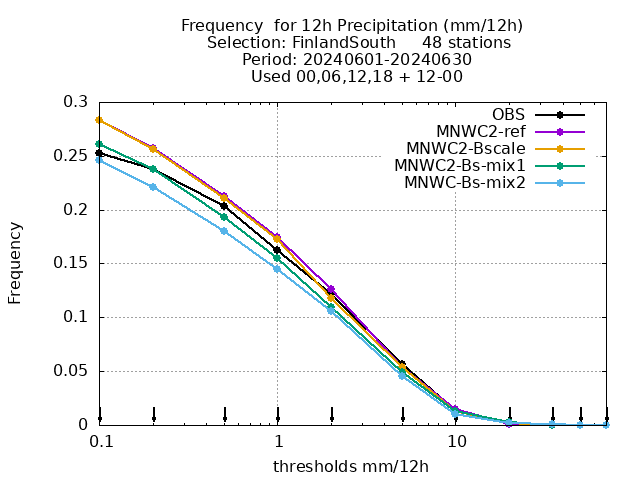 Frequency  for 12h Precipitation (mm/12h)
Selection: FinlandSouth     48 stations
Period: 20240601-20240630
Used 00,06,12,18 + 12-00
OBS
MNWC2-ref
MNWC2-Bscale
MNWC2-Bs-mix1
MNWC-Bs-mix2
0.3
0.25
0.2
0.15
0.1
0.05
0
Frequency
0.1 1 10
thresholds mm/12h